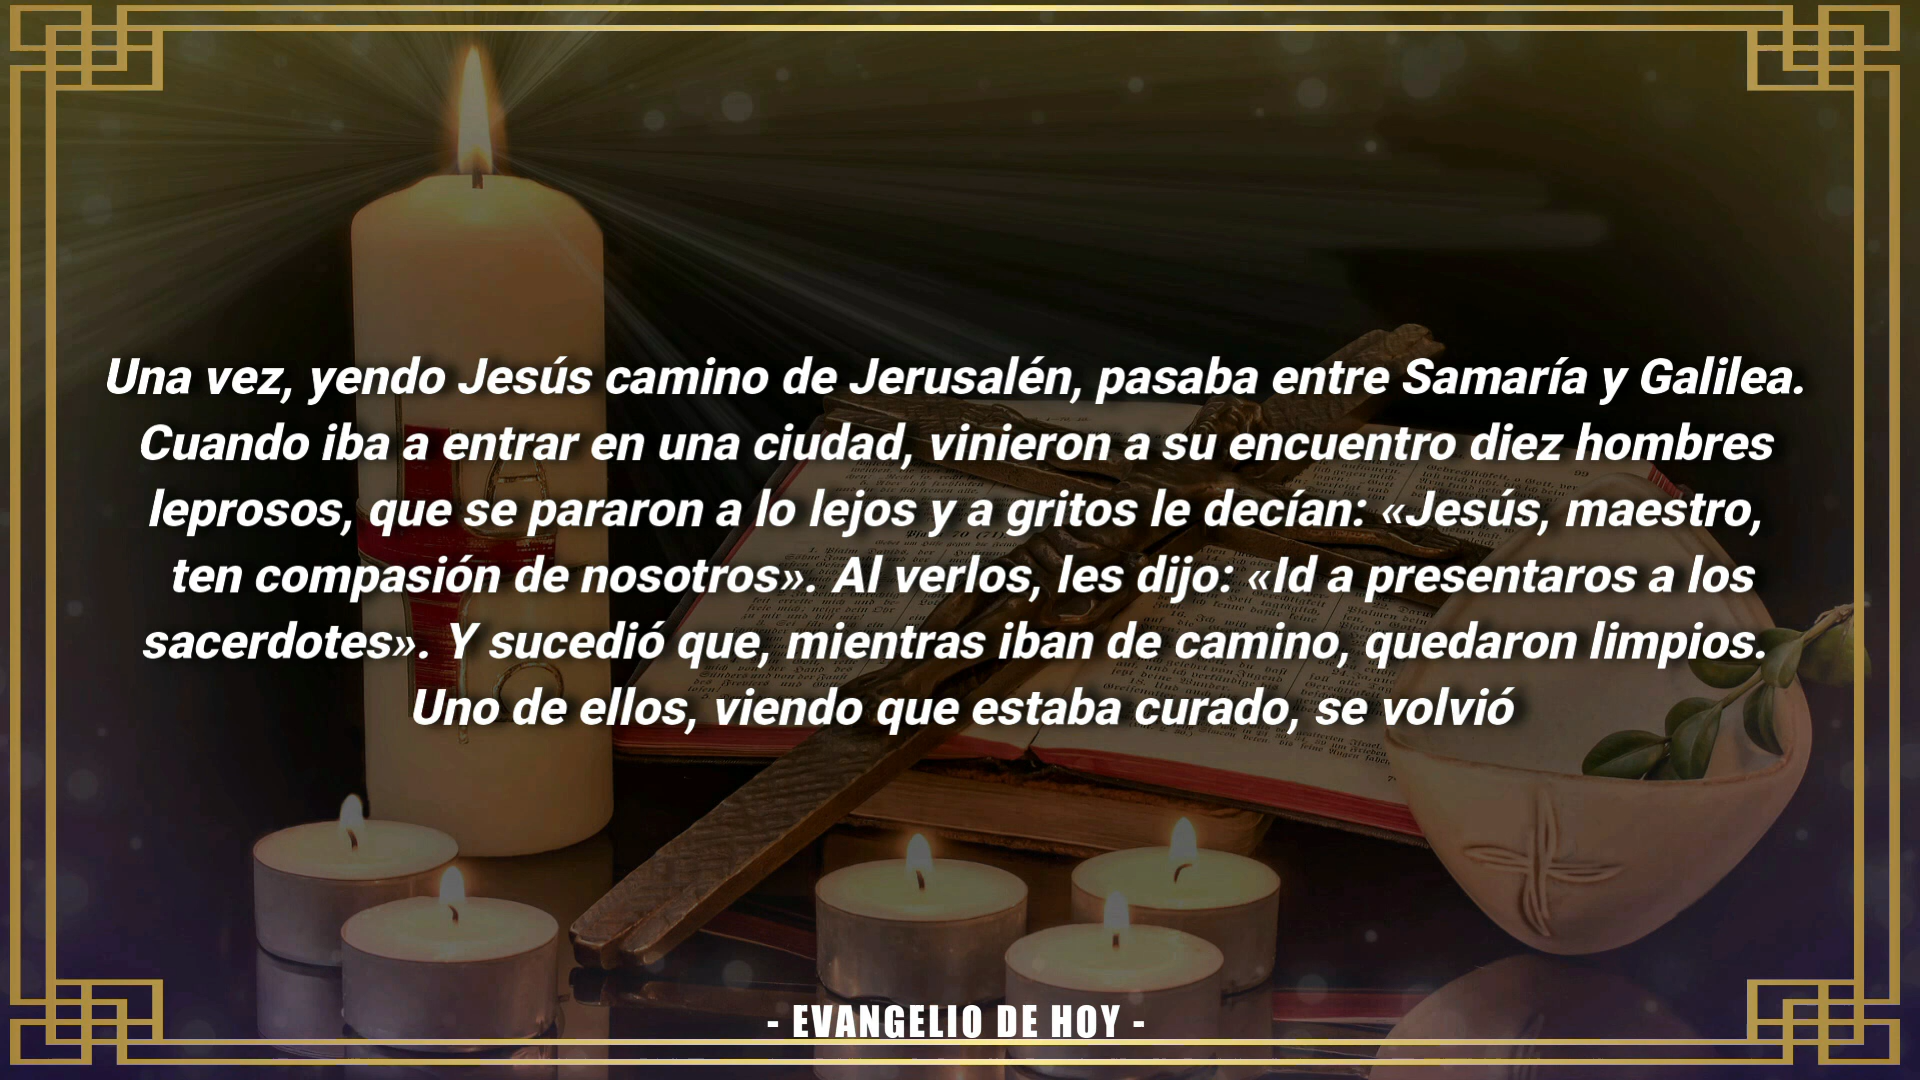 Una vez, yendo Jesús camino de Jerusalén, pasaba entre Samaría y Galilea.
Cuando iba a entrar en una ciudad, vinieron a su encuentro diez hombres
leprosos, que se pararon a lo lejos y a gritos le decían: «Jesús, maestro,
ten compasión de nosotros». Al verlos, les dijo: «Id a presentaros a los
sacerdotes». Y sucedió que, mientras iban de camino, quedaron limpios.
Uno de ellos, viendo que estaba curado, se volvió
- EVANGELIO DE HOY -